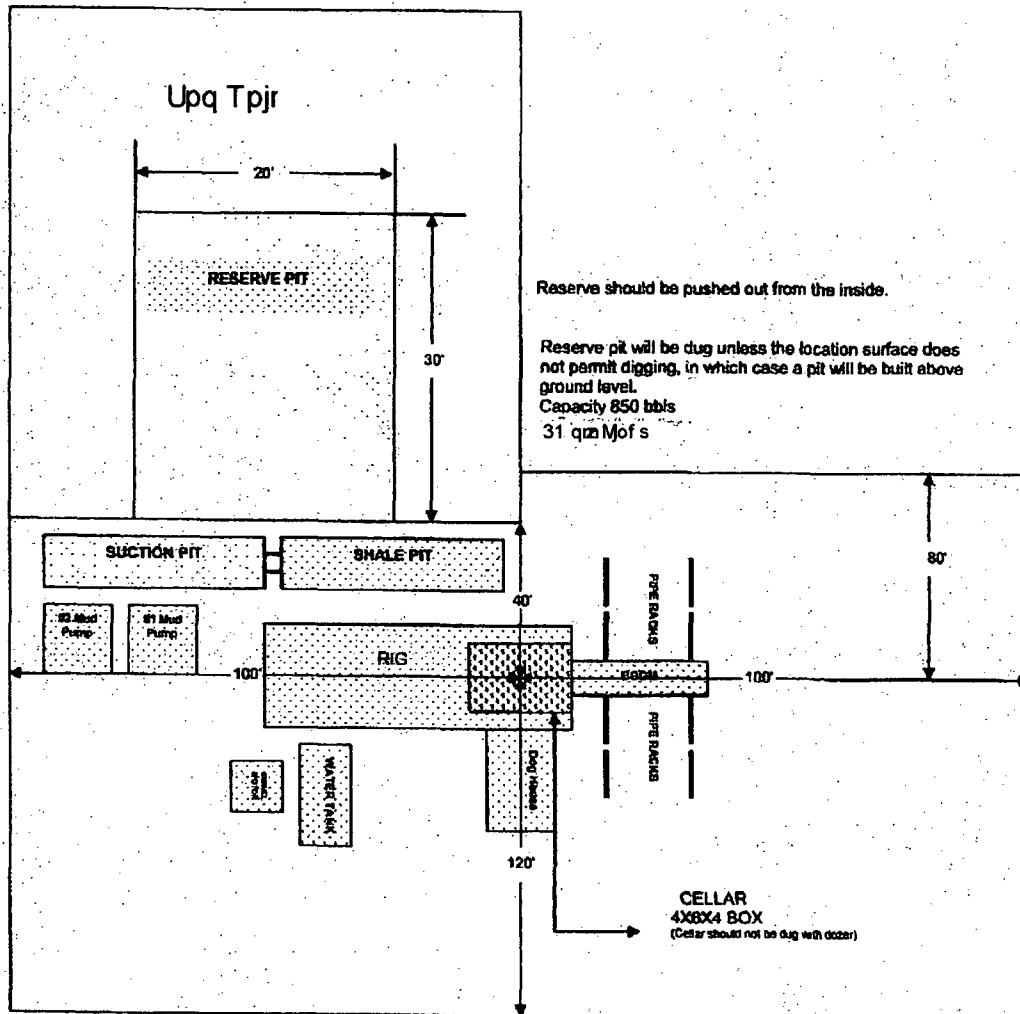 Upq Tpjr
20'
RESERVE PIT
30'
Reserve should be pushed out from the inside.
Reserve pit will be dug unless the location surface does
not permit digging, in which case a pit will be built above
ground level.
Capacity 850 bbls
31 qm Mof s
80'
SUCTION PIT
SHALE PIT
40'
#2 Mud
Pump
#1 Mud
Pump
PIPE RACKS
RIG
100'
100'
PIPE RACKS
WATER TANK
Dog House
120'
CELLAR
4X6X4 BOX
(Cellar should not be dug with dozer)